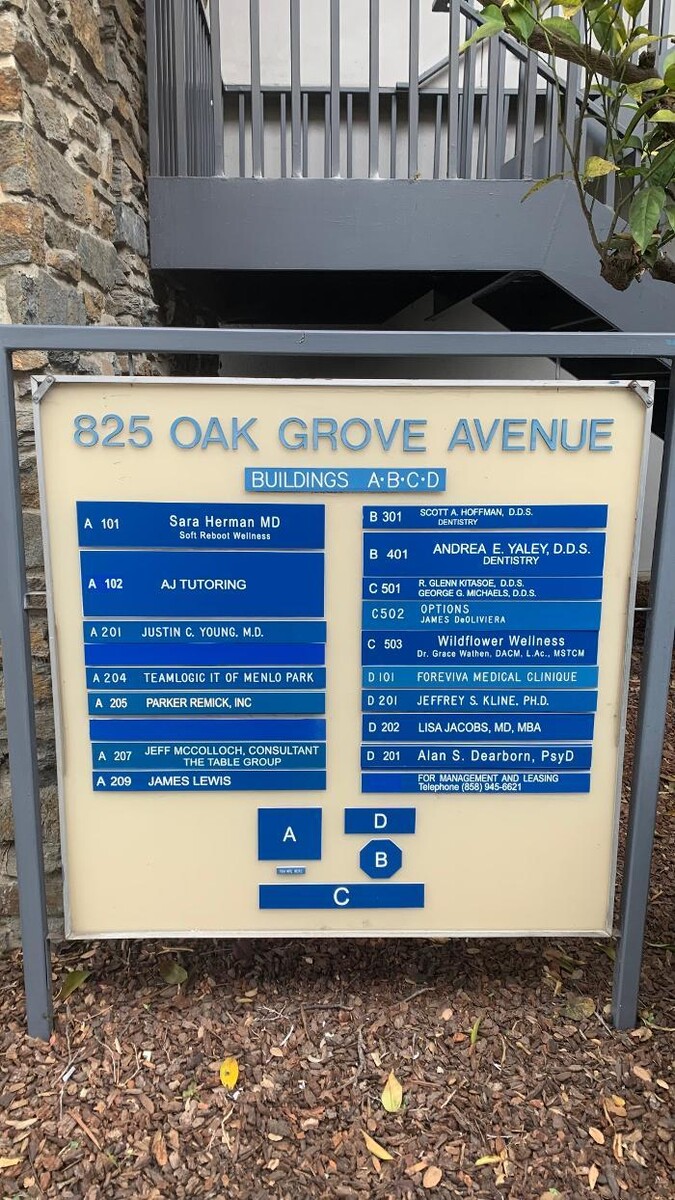 825 OAK GROVE AVENUE
BUILDINGS A·B·C·D
A 101 Sara Herman MD
Soft Reboot Wellness
A 102 AJ TUTORING
A 201 JUSTIN C. YOUNG, M.D.
A 204 TEAMLOGIC IT OF MENLO PARK
A 205 PARKER REMICK, INC
A 207 JEFF MCCOLLOCH, CONSULTANT
THE TABLE GROUP
A 209 JAMES LEWIS
B 301 SCOTT A. HOFFMAN, D.D.S.
DENTISTRY
B 401 ANDREA E. YALEY, D.D.S.
DENTISTRY
C 501 R. GLENN KITASOE, D.D.S.
GEORGE G. MICHAELS, D.D.S.
C502 OPTIONS
JAMES DeOLIVIERA
C 503 Wildflower Wellness
Dr. Grace Wathen, DACM, L.Ac., MSTCM
D 101 FOREVIVA MEDICAL CLINIQUE
D 201 JEFFREY S. KLINE, PH.D.
D 202 LISA JACOBS, MD, MBA
D 201 Alan S. Dearborn, PsyD
FOR MANAGEMENT AND LEASING
Telephone (858) 945-6621
A
D
B
YOU ARE HERE
C